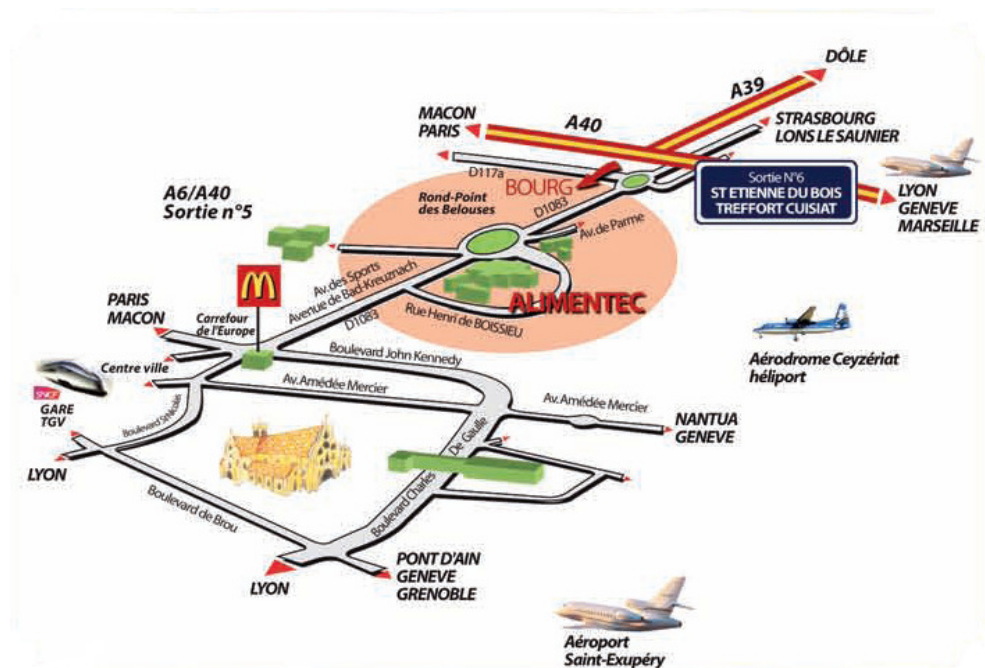 DÔLE
A39
MACON
PARIS
A40
STRASBOURG
LONS LE SAUNIER
D117a
BOURG
Sortie N°6
ST ETIENNE DU BOIS
TREFFORT CUISIAT
LYON
GENEVE
MARSEILLE
A6/A40
Sortie n°5
Rond-Point
des Belouses
D1083
Av. de Parme
Av. des Sports
Avenue de Bad-Kreuznach
D1083
ALIMENTEC
Rue Henri de BOISSIEU
M
PARIS
MACON
Carrefour
de l'Europe
Boulevard John Kennedy
Aérodrome Ceyzériat
héliport
Centre ville
SNCF
GARE
TGV
Av. Amédée Mercier
Av. Amédée Mercier
NANTUA
GENEVE
Boulevard St Nicolas
LYON
Boulevard Charles De Gaulle
Boulevard de Brou
LYON
PONT D'AIN
GENEVE
GRENOBLE
Aéroport
Saint-Exupéry